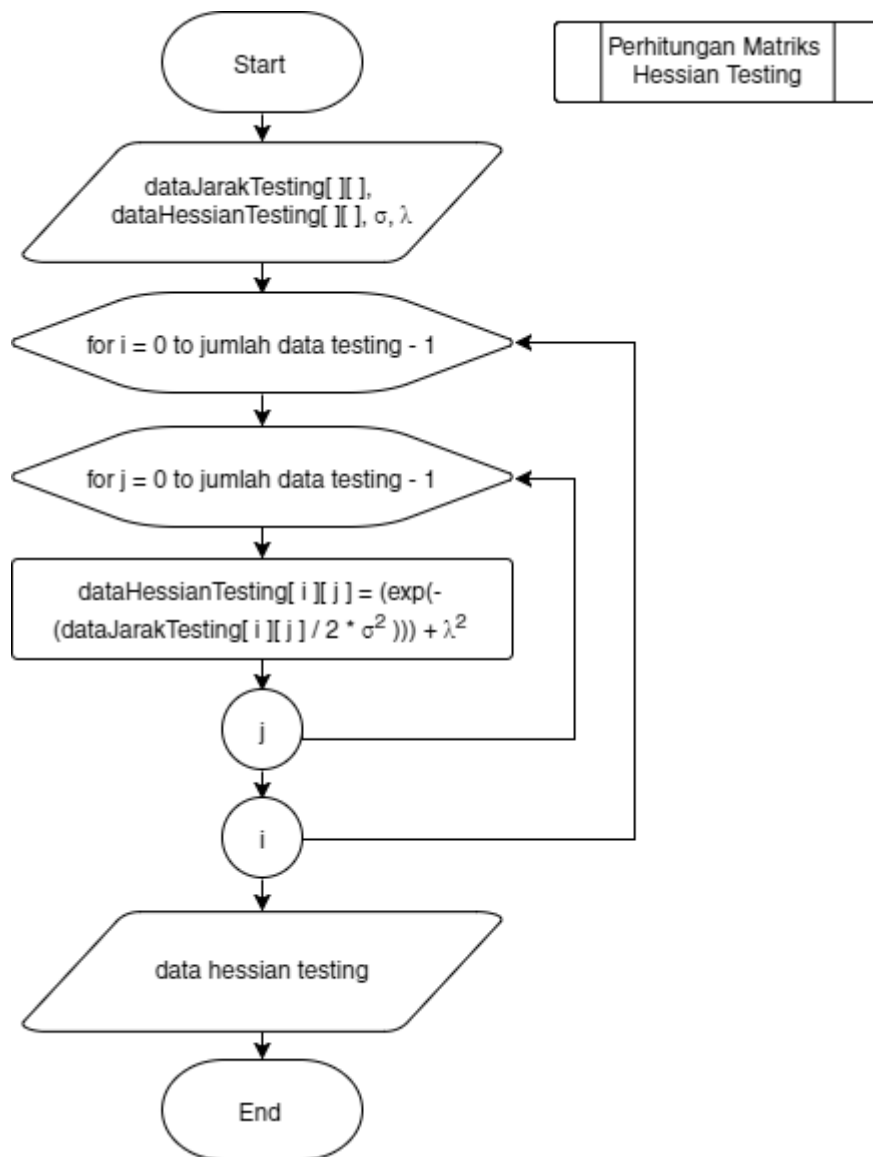 Start
Perhitungan Matriks
Hessian Testing
dataJarakTesting[ ][ ],
dataHessianTesting[ ][ ], σ, λ
for i = 0 to jumlah data testing - 1
for j = 0 to jumlah data testing - 1
dataHessianTesting[ i ][ j ] = (exp(-
(dataJarakTesting[ i ][ j ] / 2 * σ² ))) + λ²
j
i
data hessian testing
End